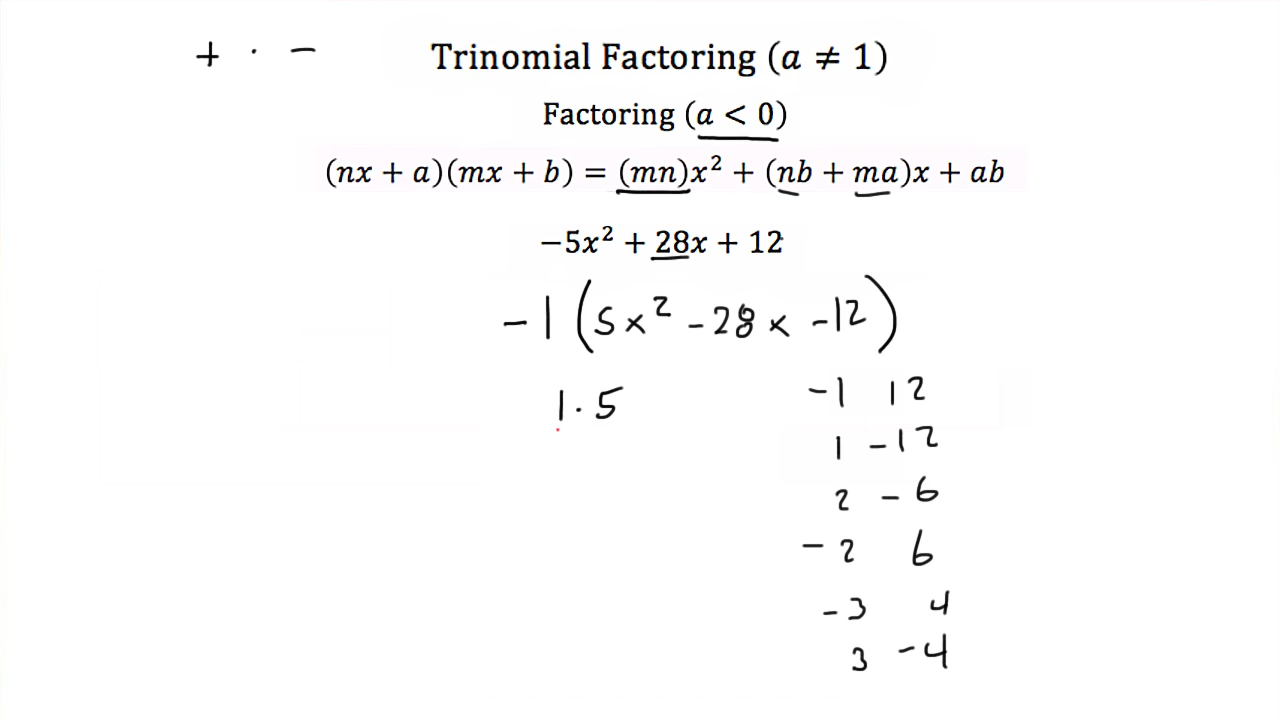 + · − Trinomial Factoring (a ≠ 1)
Factoring (a < 0)
(nx + a)(mx + b) = (mn)x² + (nb + ma)x + ab
−5x² + 28x + 12
−1 (5x² −28x −12)
1·5 −1 12
1 −12
2 −6
−2 6
−3 4
3 −4